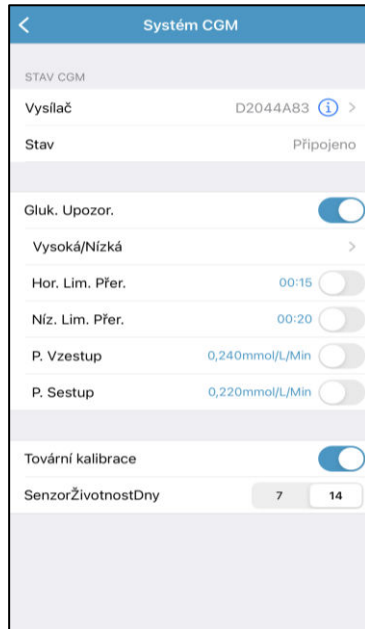 Systém CGM
STAV CGM
Vysílač D2044A83
Stav Připojeno
Gluk. Upozor.
Vysoká/Nízká
Hor. Lim. Přer. 00:15
Níz. Lim. Přer. 00:20
P. Vzestup 0,240mmol/L/Min
P. Sestup 0,220mmol/L/Min
Tovární kalibrace
SenzorŽivotnostDny 7 14